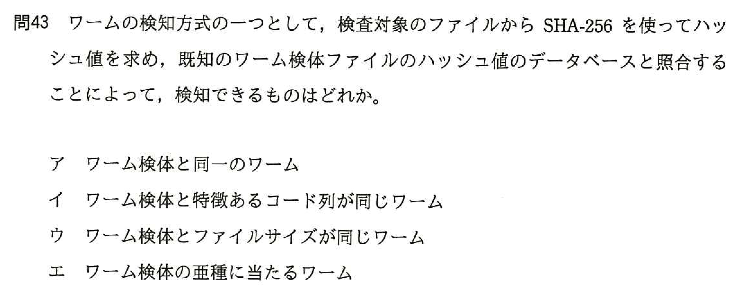 問43 ワームの検知方式の一つとして，検査対象のファイルから SHA-256 を使ってハッ
シュ値を求め，既知のワーム検体ファイルのハッシュ値のデータベースと照合する
ことによって，検知できるものはどれか。
ア ワーム検体と同一のワーム
イ ワーム検体と特徴あるコード列が同じワーム
ウ ワーム検体とファイルサイズが同じワーム
エ ワーム検体の亜種に当たるワーム